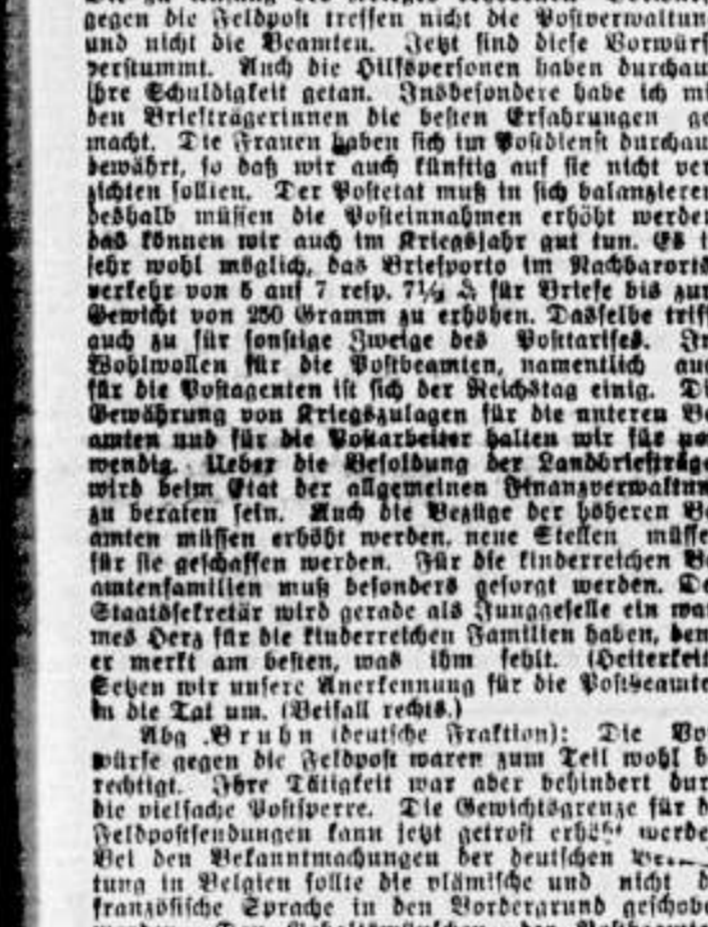 gegen die Feldpost treffen nicht die Postverwaltun
und nicht die Beamten. Jetzt sind diese Vorwürf
verstummt. Auch die Hilfspersonen haben durchau
ihre Schuldigkeit getan. Insbesondere habe ich mi
den Briefträgerinnen die besten Erfahrungen ge
macht. Die Frauen haben sich im Postdienst durchau
bewährt, so daß wir auch künftig auf sie nicht ver
zichten sollten. Der Postetat muß in sich balanzieren
deshalb müssen die Posteinnahmen erhöht werden
das können wir auch im Kriegsjahr gut tun. Es i
sehr wohl möglich, das Briefporto im Nachbarorts
verkehr von 5 auf 7 resp. 7½ ₰ für Briefe bis zum
Gewicht von 250 Gramm zu erhöhen. Dasselbe triff
auch zu für sonstige Zweige des Posttarifes. Im
Wohlwollen für die Postbeamten, namentlich auc
für die Postagenten ist sich der Reichstag einig. Di
Gewährung von Kriegszulagen für die unteren Be
amten und für die Postarbeiter halten wir für not
wendig. Ueber die Besoldung der Landbriefträge
wird beim Etat der allgemeinen Finanzverwaltun
zu beraten sein. Auch die Bezüge der höheren Be
amten müssen erhöht werden, neue Stellen müsse
für sie geschaffen werden. Für die kinderreichen Be
amtenfamilien muß besonders gesorgt werden. De
Staatssekretär wird gerade als Junggeselle ein war
mes Herz für die kinderreichen Familien haben, den
er merkt am besten, was ihm fehlt. (Heiterkeit
Setzen wir unsere Anerkennung für die Postbeamte
in die Tat um. (Beifall rechts.)
Abg .Bruhn (deutsche Fraktion): Die Vor
würfe gegen die Feldpost waren zum Teil wohl be
rechtigt. Ihre Tätigkeit war aber behindert durc
die vielfache Postsperre. Die Gewichtsgrenze für d
Feldpostsendungen kann jetzt getrost erhöht werde
Bei den Bekanntmachungen der deutschen
tung in Belgien sollte die vlämische und nicht d
französische Sprache in den Vordergrund geschobe